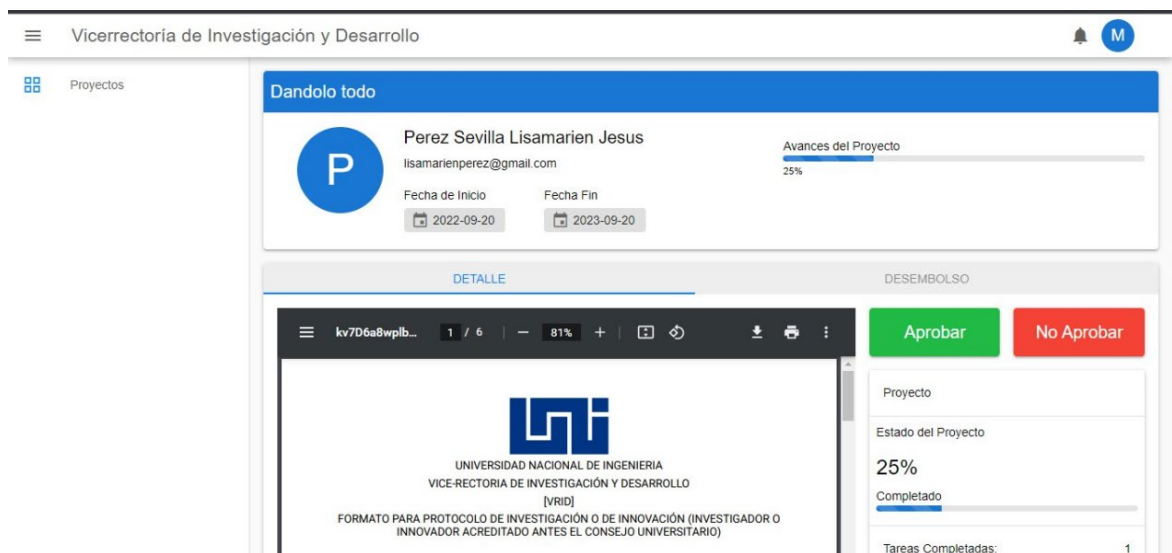 Vicerrectoría de Investigación y Desarrollo
M
Proyectos
Dandolo todo
P
Perez Sevilla Lisamarien Jesus
lisamarienperez@gmail.com
Fecha de Inicio
Fecha Fin
2022-09-20
2023-09-20
Avances del Proyecto
25%
DETALLE
DESEMBOLSO
kv7D6a8wplb...
1 / 6
81%
Aprobar
No Aprobar
uni
UNIVERSIDAD NACIONAL DE INGENIERIA
VICE-RECTORIA DE INVESTIGACIÓN Y DESARROLLO
[VRID]
FORMATO PARA PROTOCOLO DE INVESTIGACIÓN O DE INNOVACIÓN (INVESTIGADOR O
INNOVADOR ACREDITADO ANTES EL CONSEJO UNIVERSITARIO)
Proyecto
Estado del Proyecto
25%
Completado
Tareas Completadas: 1